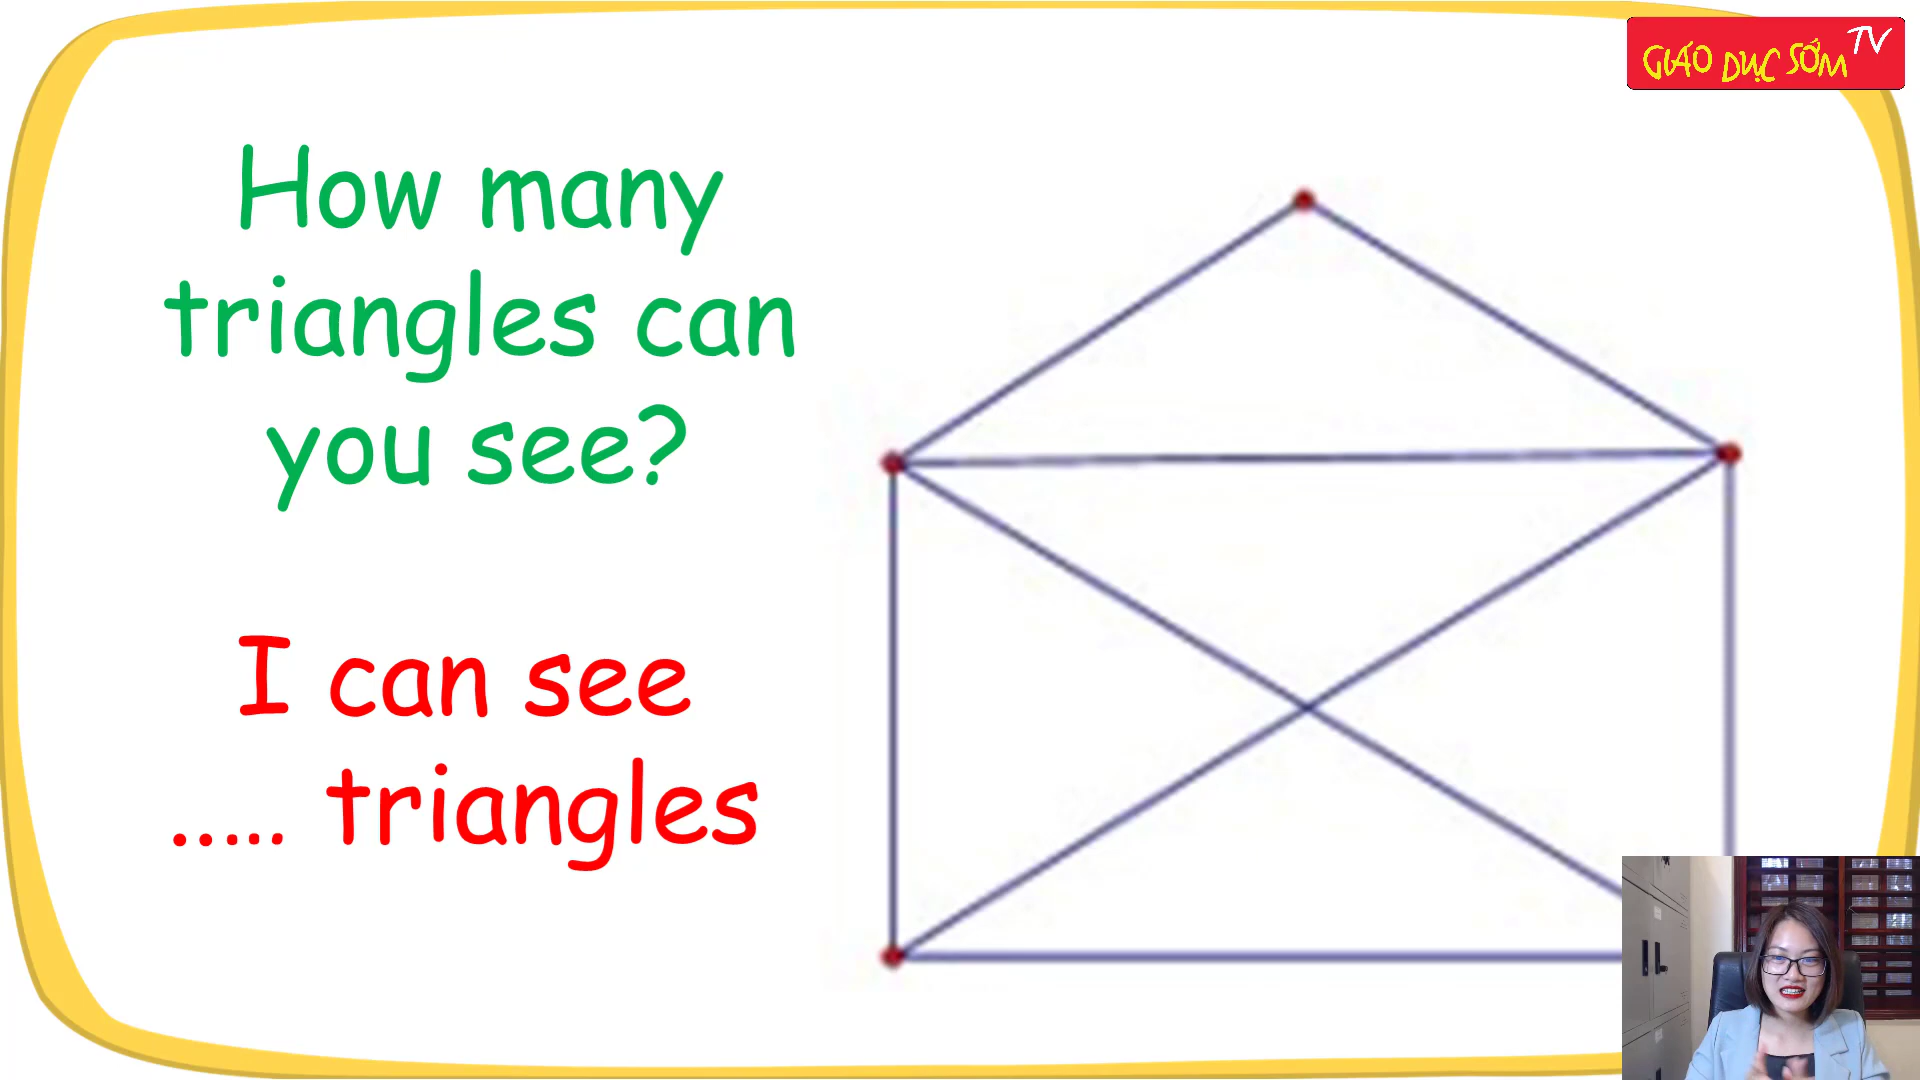 GIÁO DỤC SỚM TV
How many
triangles can
you see?
I can see
..... triangles